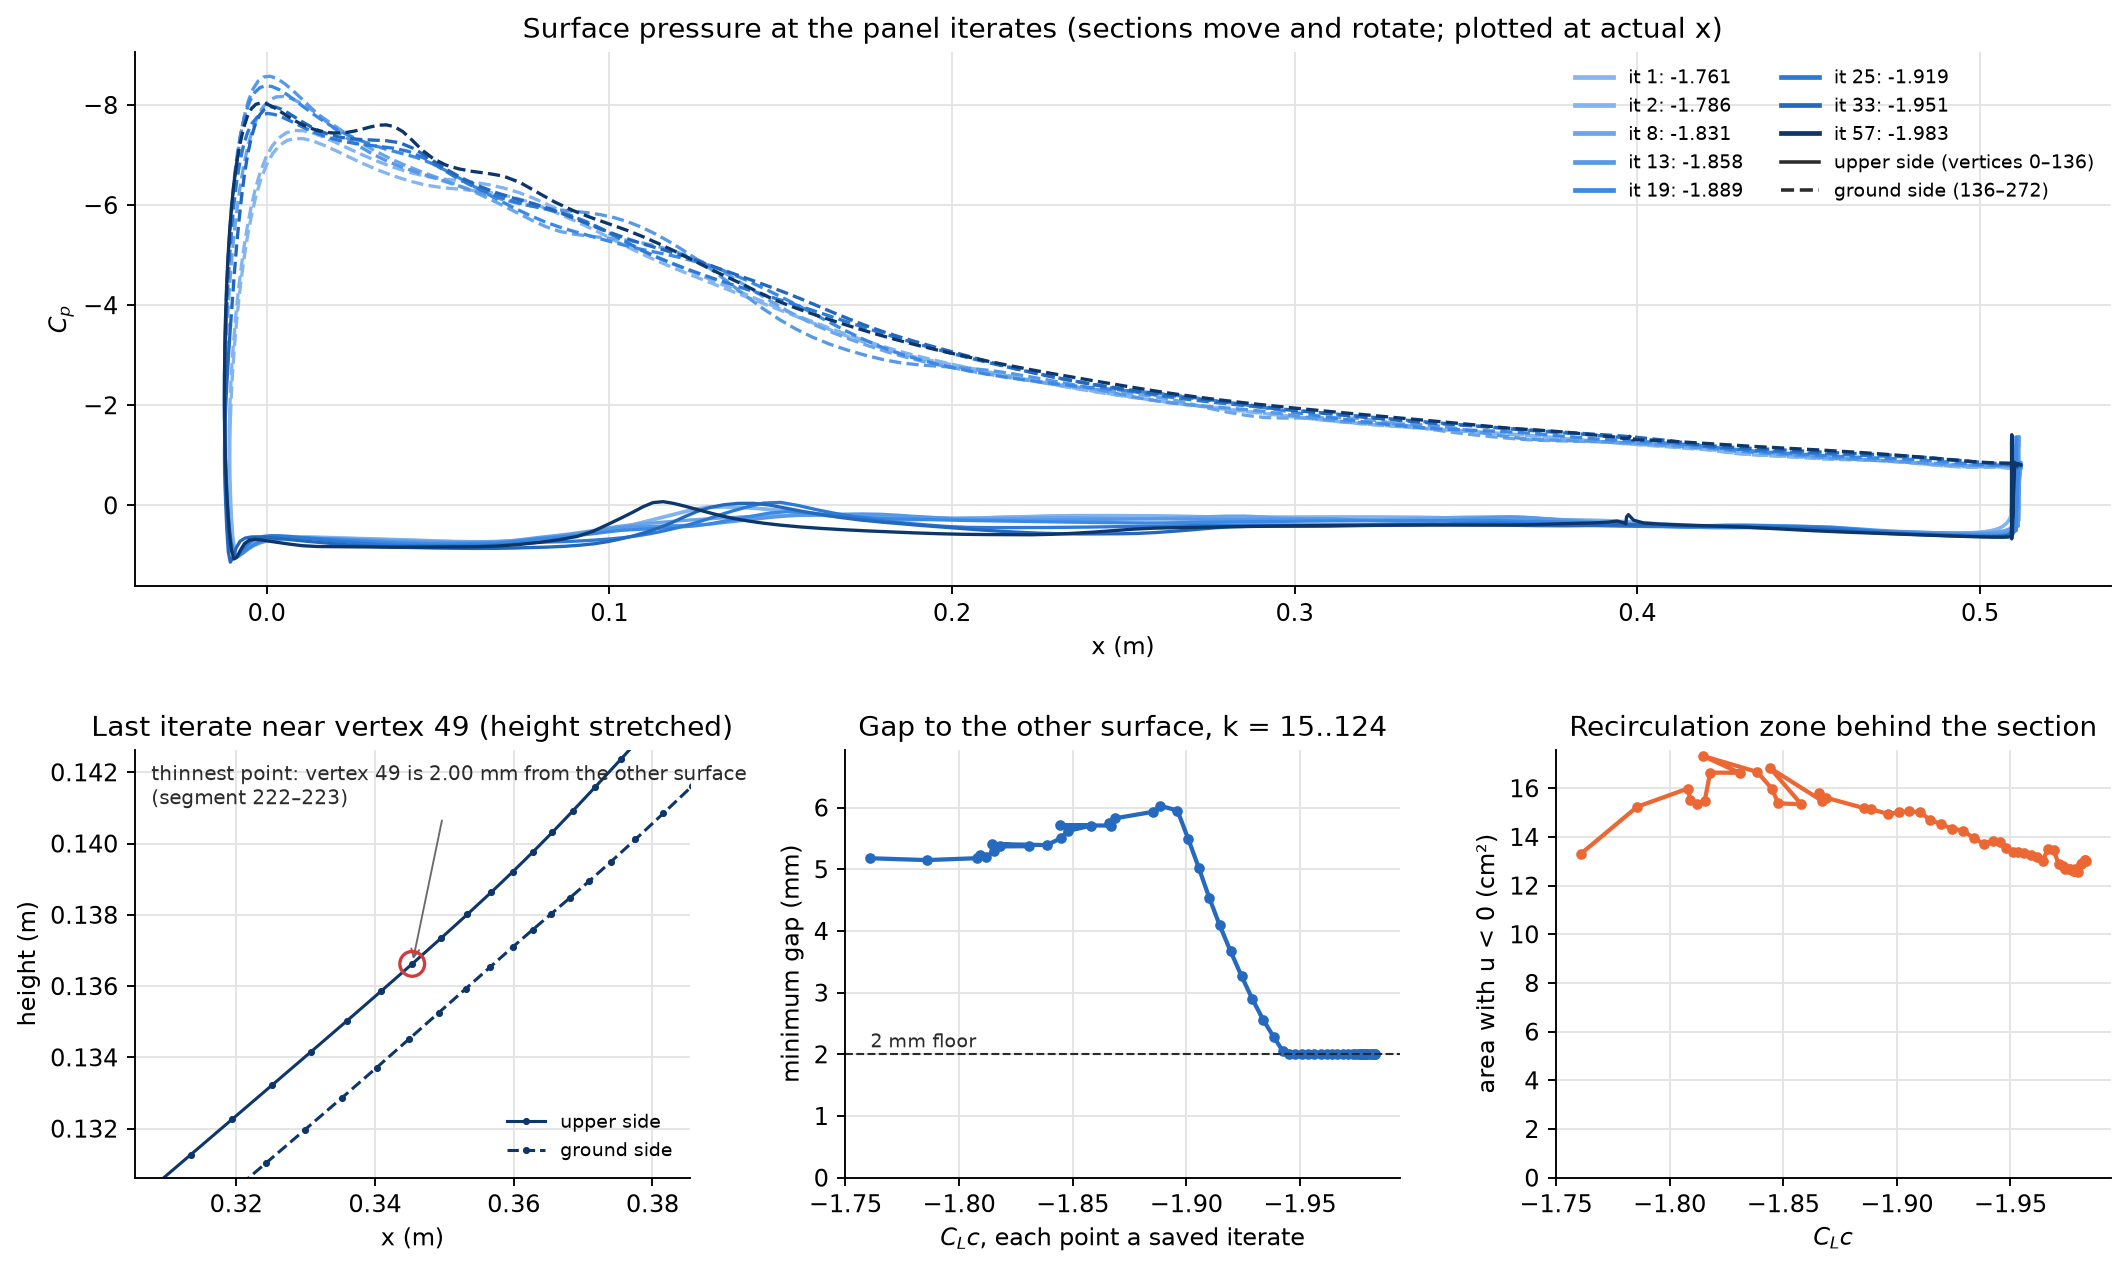 Surface pressure at the panel iterates (sections move and rotate; plotted at actual x)
it 1: -1.761
it 2: -1.786
it 8: -1.831
it 13: -1.858
it 19: -1.889
it 25: -1.919
it 33: -1.951
it 57: -1.983
upper side (vertices 0–136)
ground side (136–272)
Cₚ
−8
−6
−4
−2
0
0.0
0.1
0.2
0.3
0.4
0.5
x (m)
Last iterate near vertex 49 (height stretched)
thinnest point: vertex 49 is 2.00 mm from the other surface
(segment 222–223)
upper side
ground side
height (m)
0.142
0.140
0.138
0.136
0.134
0.132
0.32
0.34
0.36
0.38
x (m)
Gap to the other surface, k = 15..124
minimum gap (mm)
6
5
4
3
2
1
0
2 mm floor
−1.75
−1.80
−1.85
−1.90
−1.95
C_L c, each point a saved iterate
Recirculation zone behind the section
area with u < 0 (cm²)
16
14
12
10
8
6
4
2
0
−1.75
−1.80
−1.85
−1.90
−1.95
C_L c